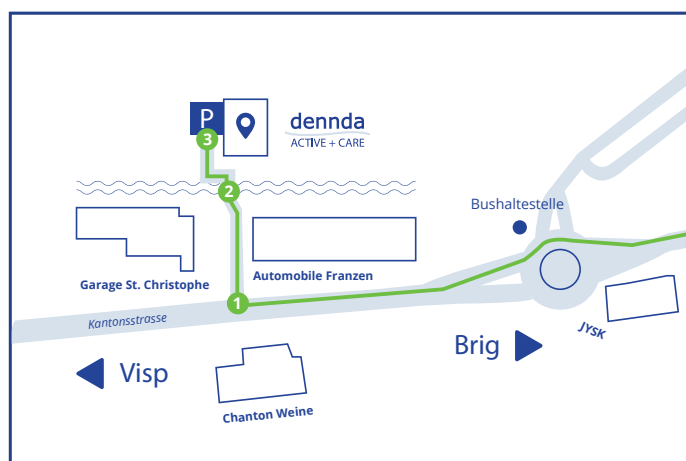 P
3
dennda
ACTIVE + CARE
2
Bushaltestelle
Garage St. Christophe
Automobile Franzen
1
Kantonsstrasse
JYSK
Brig
Visp
Chanton Weine